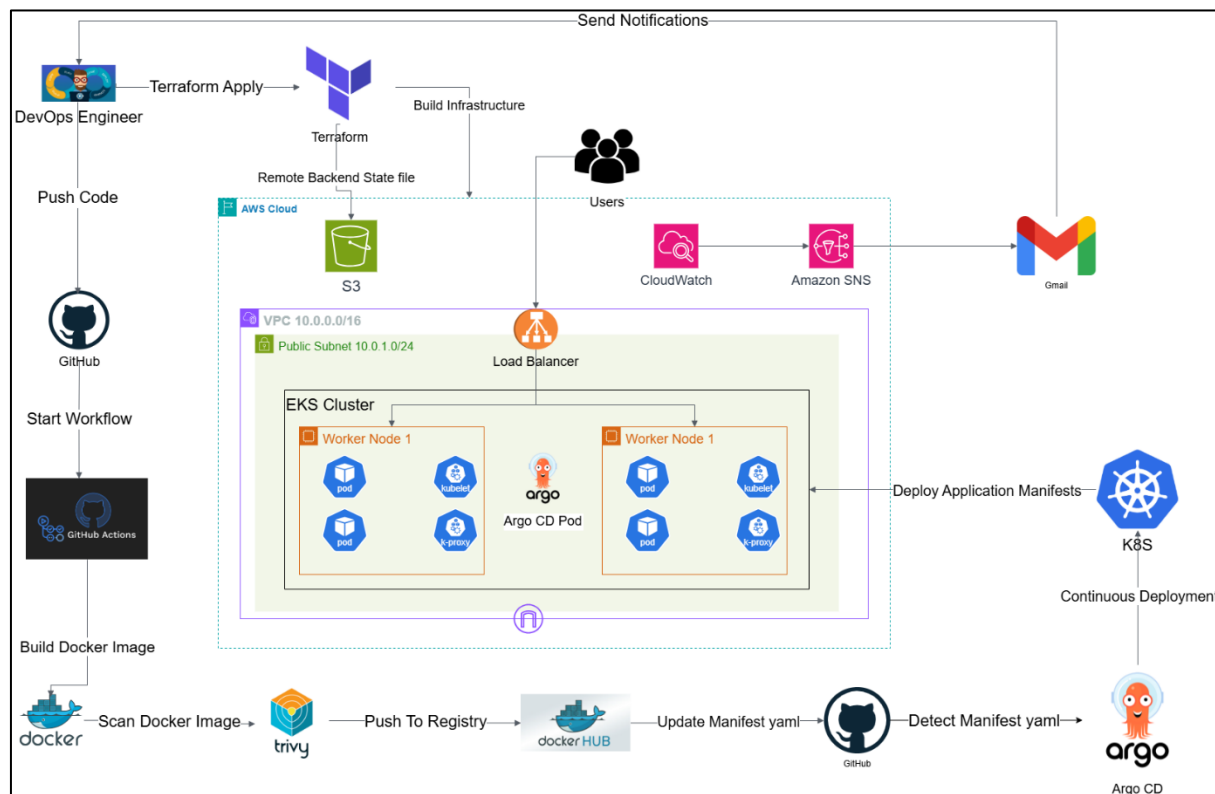 Send Notifications
DevOps Engineer
Terraform Apply
Terraform
Build Infrastructure
Push Code
Remote Backend State file
Users
AWS Cloud
S3
CloudWatch
Amazon SNS
Gmail
GitHub
VPC 10.0.0.0/16
Public Subnet 10.0.1.0/24
Load Balancer
Start Workflow
EKS Cluster
Worker Node 1
pod
kubelet
pod
k-proxy
argo
Argo CD Pod
Worker Node 1
pod
kubelet
pod
k-proxy
Deploy Application Manifests
K8S
GitHub Actions
Continuous Deployment
Build Docker Image
docker
Scan Docker Image
trivy
Push To Registry
docker HUB
Update Manifest yaml
GitHub
Detect Manifest yaml
argo
Argo CD